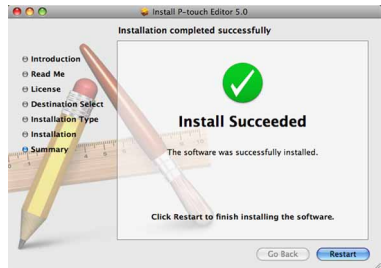 Install P-touch Editor 5.0
Installation completed successfully
Introduction
Read Me
License
Destination Select
Installation Type
Installation
Summary
Install Succeeded
The software was successfully installed.
Click Restart to finish installing the software.
Go Back
Restart